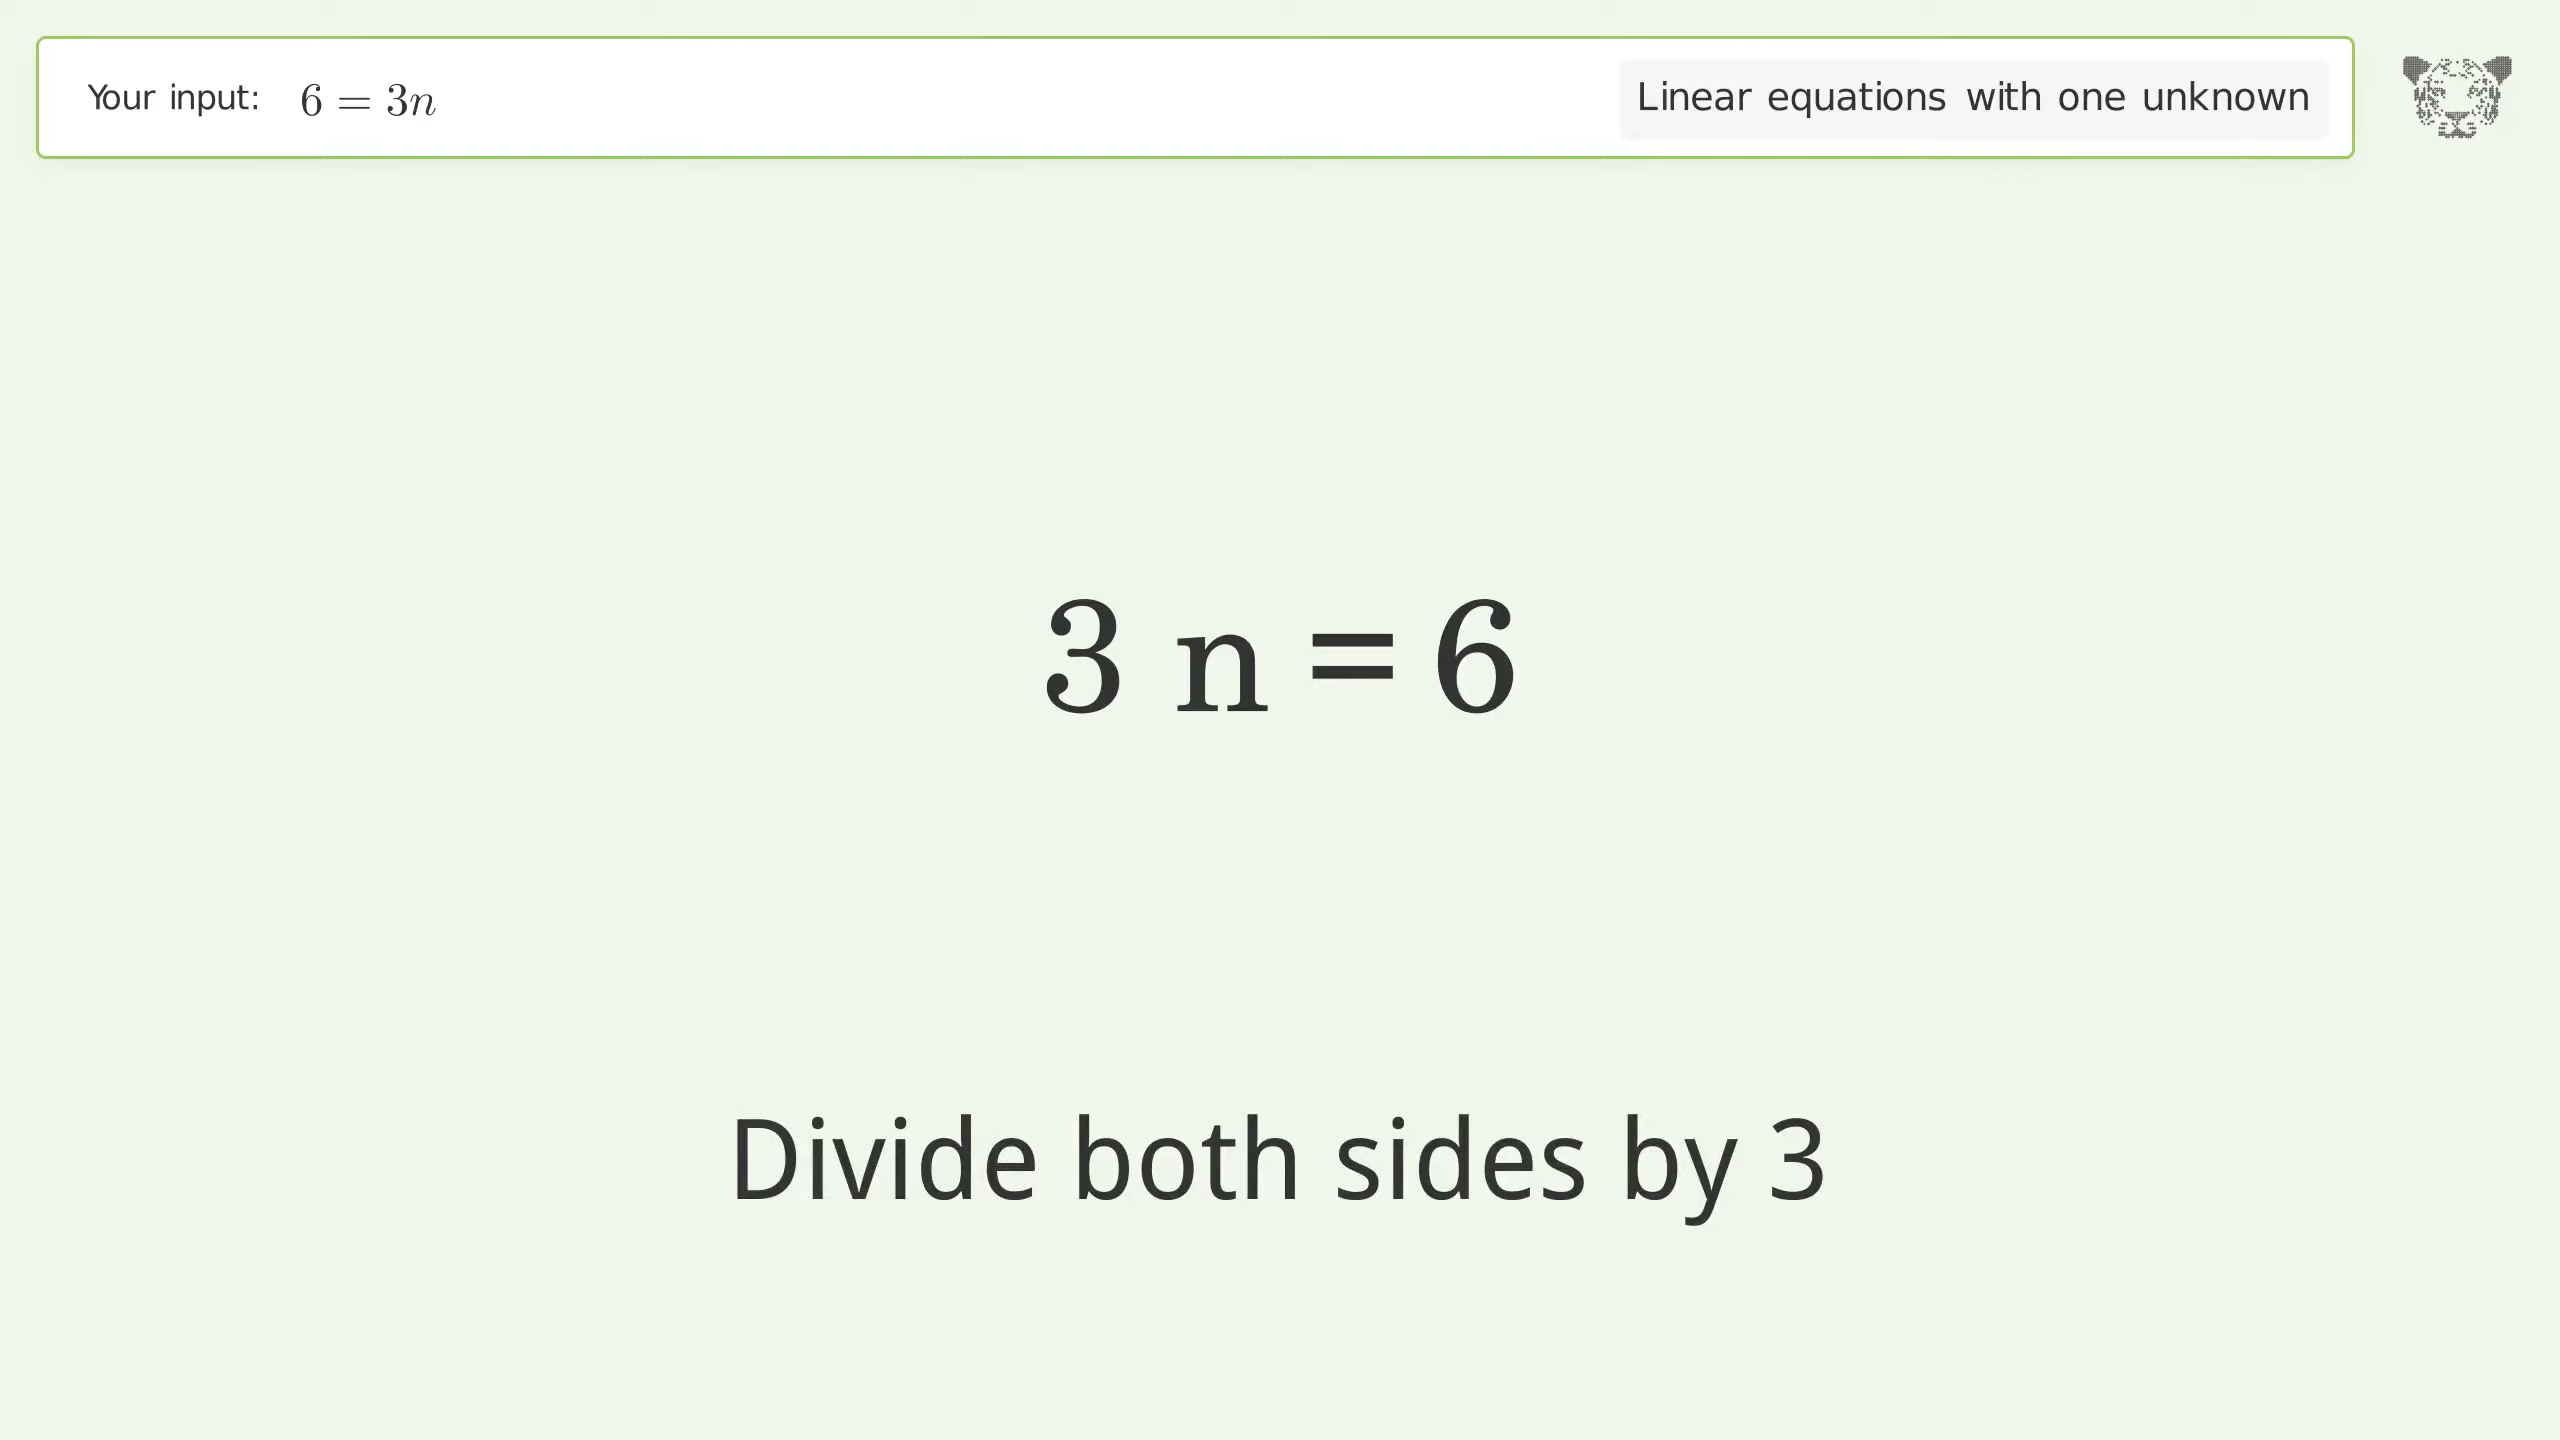 Your input: 6 = 3n
Linear equations with one unknown
3 n = 6
Divide both sides by 3